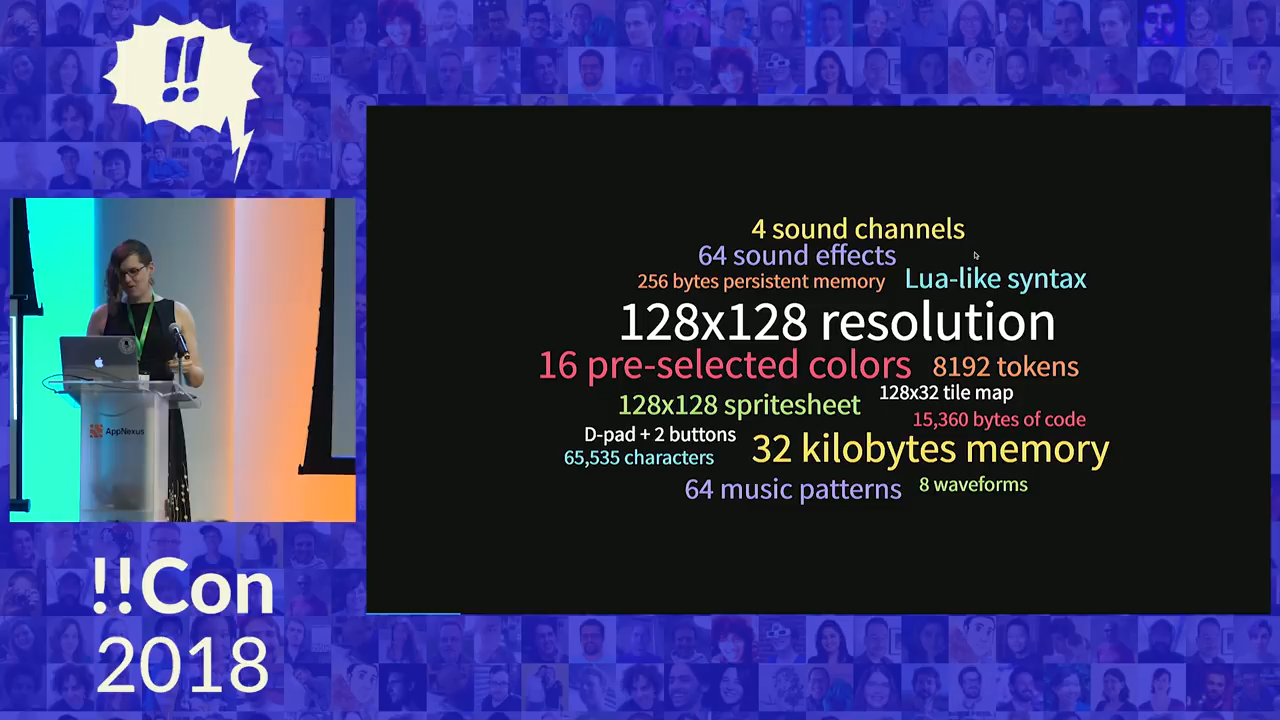 !!
4 sound channels
64 sound effects
256 bytes persistent memory
Lua-like syntax
128x128 resolution
16 pre-selected colors
8192 tokens
128x128 spritesheet
128x32 tile map
15,360 bytes of code
D-pad + 2 buttons
65,535 characters
32 kilobytes memory
64 music patterns
8 waveforms
AppNexus
!!Con
2018